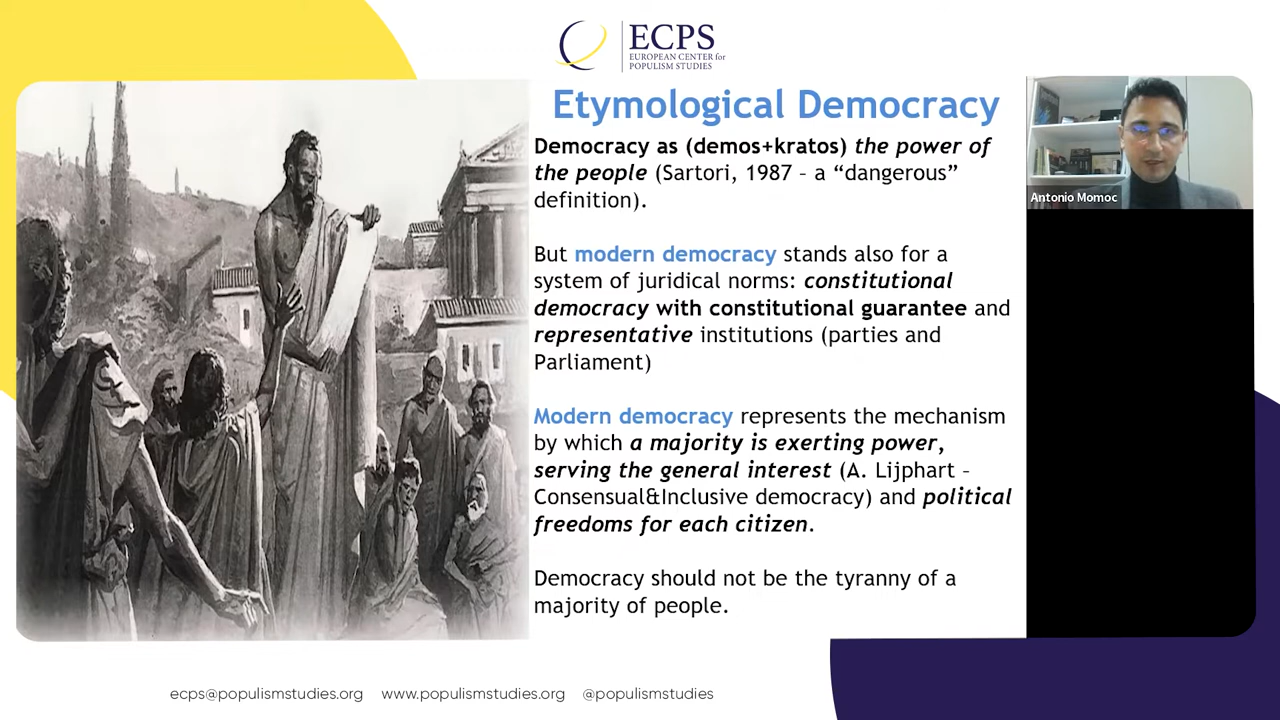 ECPS
EUROPEAN CENTER for
POPULISM STUDIES
Etymological Democracy
Democracy as (demos+kratos) the power of
the people (Sartori, 1987 – a “dangerous”
definition).
But modern democracy stands also for a
system of juridical norms: constitutional
democracy with constitutional guarantee and
representative institutions (parties and
Parliament)
Modern democracy represents the mechanism
by which a majority is exerting power,
serving the general interest (A. Lijphart –
Consensual&Inclusive democracy) and political
freedoms for each citizen.
Democracy should not be the tyranny of a
majority of people.
Antonio Momoc
ecps@populismstudies.org www.populismstudies.org @populismstudies